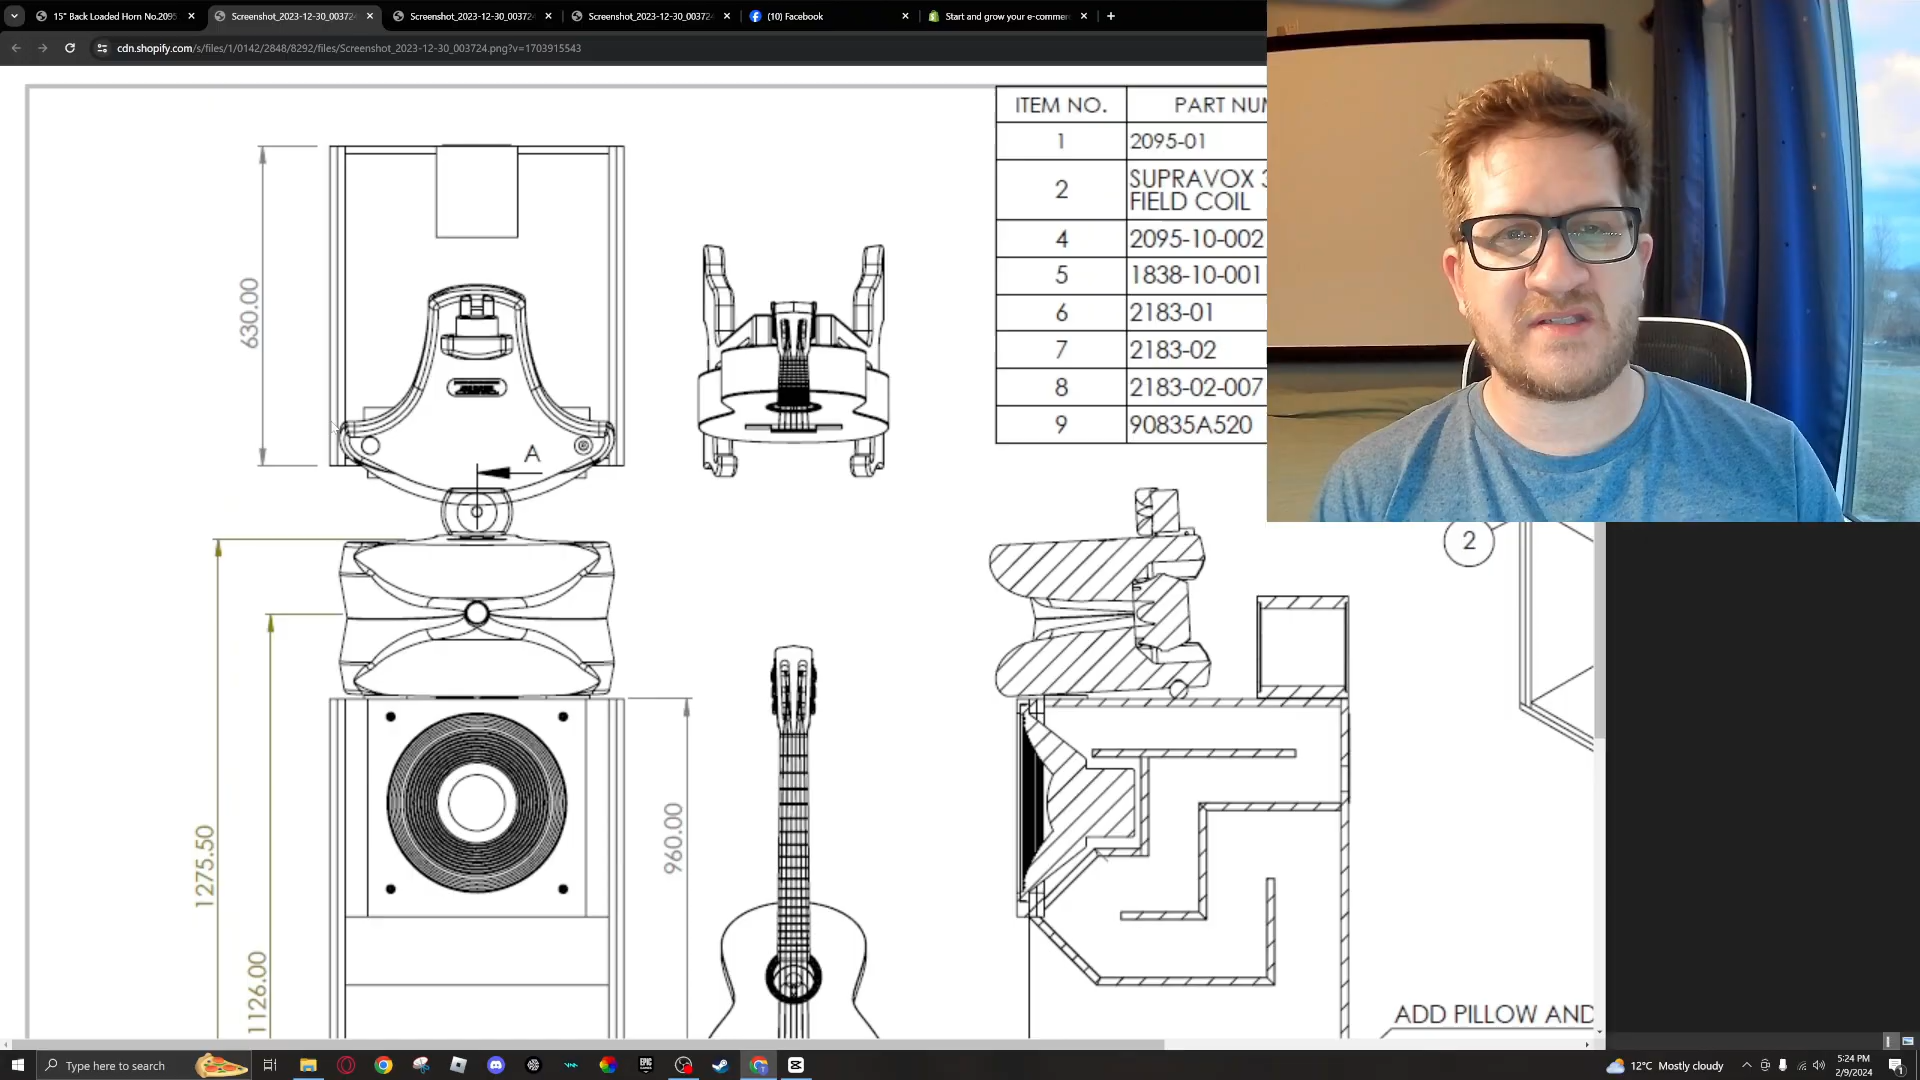 15" Back Loaded Horn No.2095
Screenshot_2023-12-30_003724
Screenshot_2023-12-30_003724
Screenshot_2023-12-30_003724
(10) Facebook
Start and grow your e-commer
cdn.shopify.com/s/files/1/0142/2848/8292/files/Screenshot_2023-12-30_003724.png?v=1703915543
ITEM NO. PART NUM
1 2095-01
2 SUPRAVOX 3
FIELD COIL
4 2095-10-002
5 1838-10-001
6 2183-01
7 2183-02
8 2183-02-007
9 90835A520
630.00
A
2
1275.50
1126.00
960.00
ADD PILLOW AND
Type here to search
12°C Mostly cloudy
5:24 PM
2/9/2024